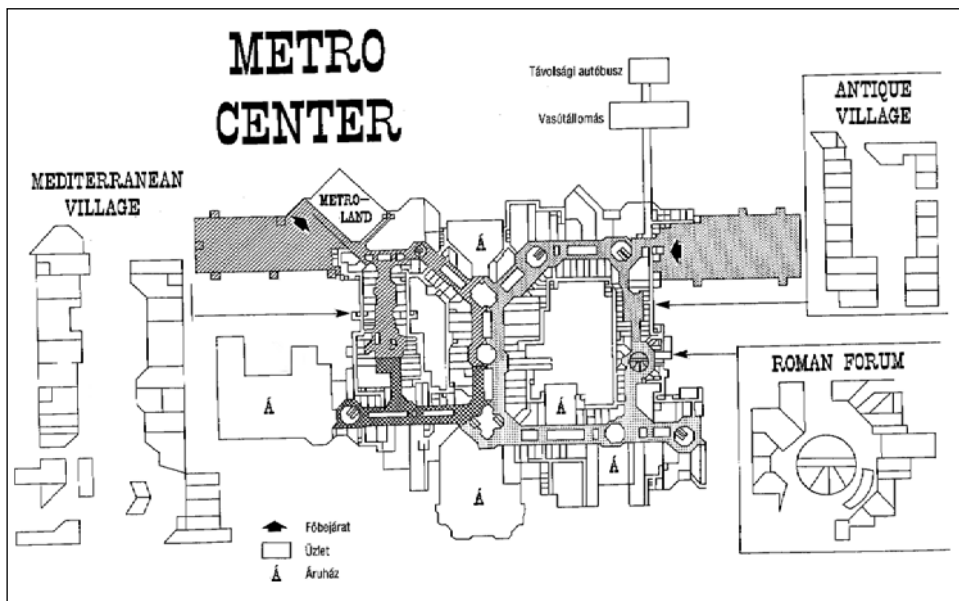 METRO
CENTER
Távolsági autóbusz
Vasútállomás
ANTIQUE
VILLAGE
MEDITERRANEAN
VILLAGE
METRO-
LAND
Á
Á
Á
Á
Á
ROMAN FORUM
Főbejárat
Üzlet
Á Áruház